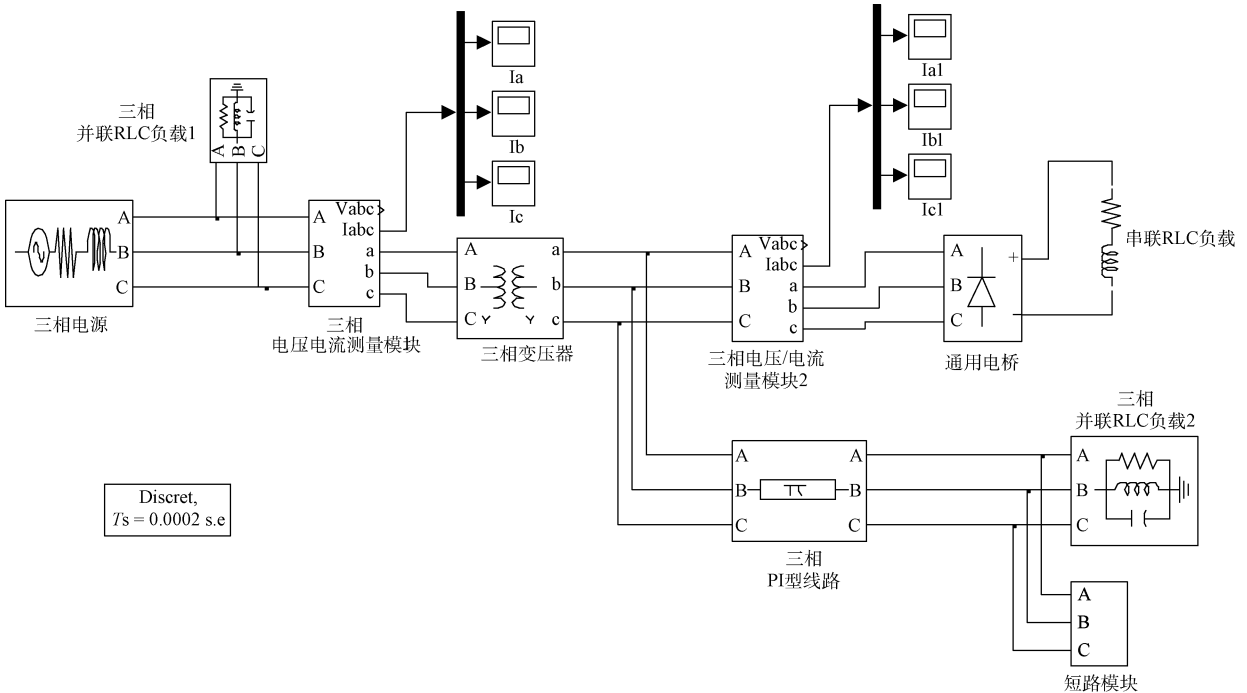 三相
并联RLC负载1
A
B
C
A
B
C
三相电源
A
B
C
Vabc
Iabc
a
b
c
三相
电压电流测量模块1
Ia
Ib
Ic
A
B
C
a
b
c
三相变压器
Ia1
Ib1
Ic1
A
B
C
Vabc
Iabc
a
b
c
三相电压/电流
测量模块2
A
B
C
+
−
通用电桥
串联RLC负载
Discret,
Ts = 0.0002 s.e
A
B
C
A
B
C
三相
PI型线路
三相
并联RLC负载2
A
B
C
A
B
C
短路模块